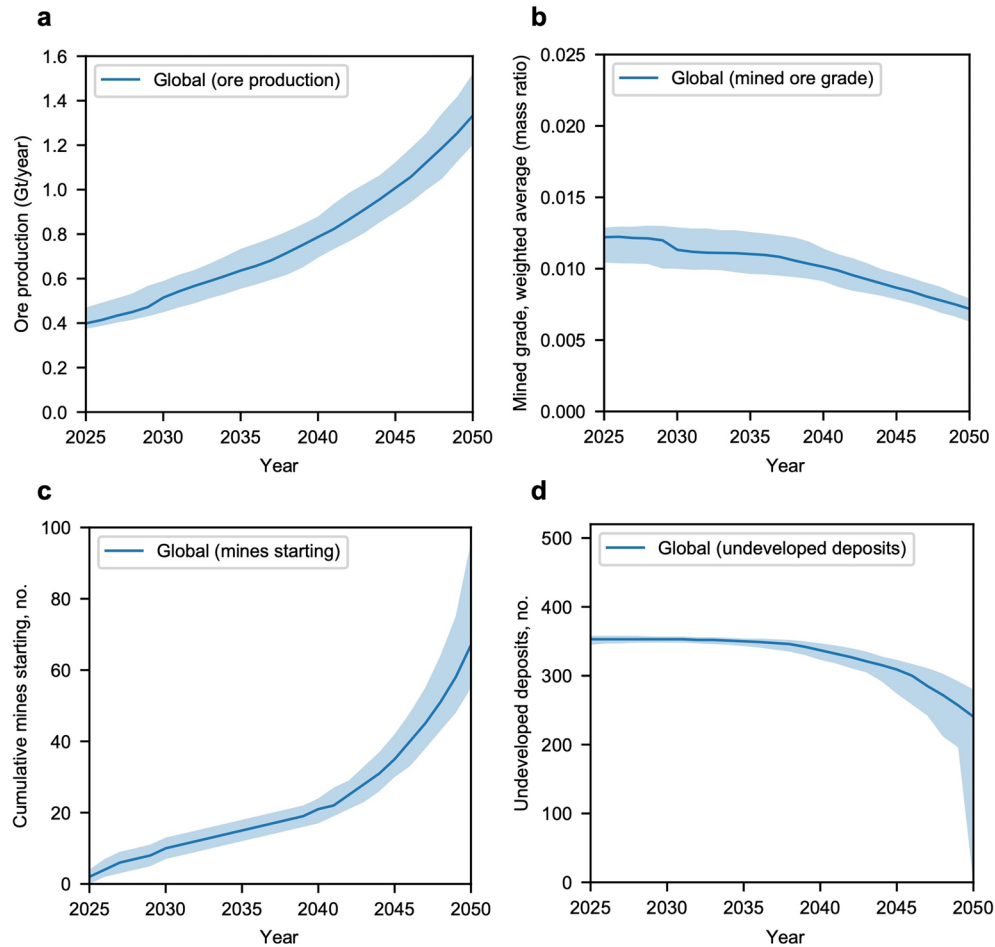 a
Global (ore production)
Ore production (Gt/year)
1.6
1.4
1.2
1.0
0.8
0.6
0.4
0.2
0.0
2025 2030 2035 2040 2045 2050
Year
b
Global (mined ore grade)
Mined grade, weighted average (mass ratio)
0.025
0.020
0.015
0.010
0.005
0.000
2025 2030 2035 2040 2045 2050
Year
c
Global (mines starting)
Cumulative mines starting, no.
100
80
60
40
20
0
2025 2030 2035 2040 2045 2050
Year
d
Global (undeveloped deposits)
Undeveloped deposits, no.
500
400
300
200
100
0
2025 2030 2035 2040 2045 2050
Year